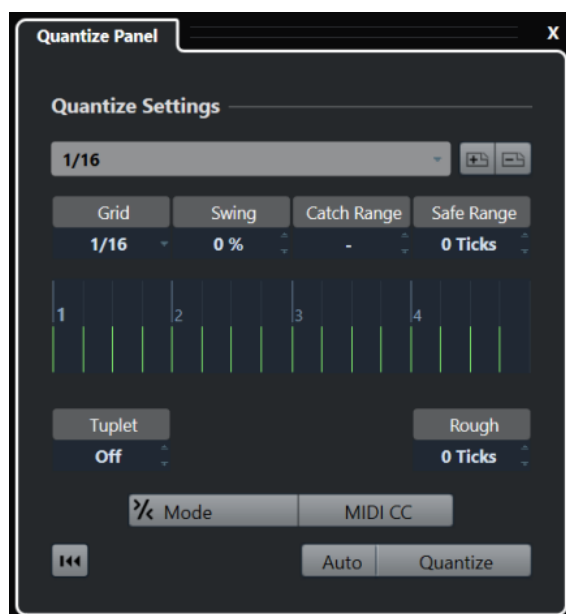 Quantize Panel X
Quantize Settings
1/16
Grid Swing Catch Range Safe Range
1/16 0 % - 0 Ticks
1 2 3 4
Tuplet Rough
Off 0 Ticks
Mode MIDI CC
Auto Quantize